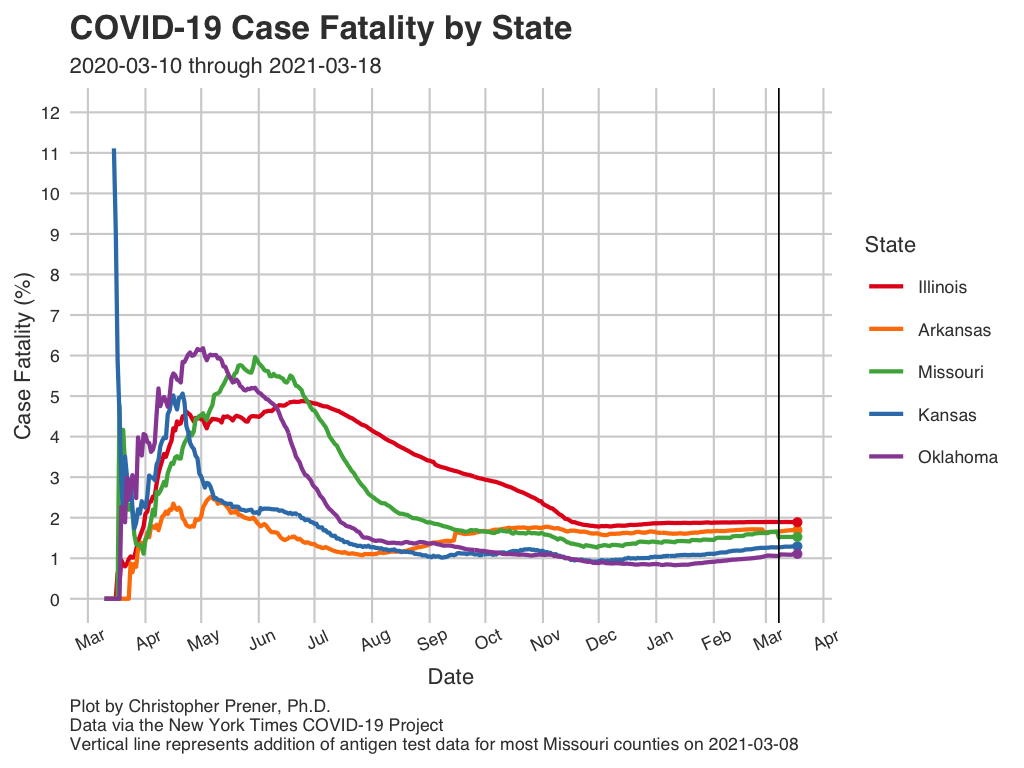 COVID-19 Case Fatality by State
2020-03-10 through 2021-03-18
12
11
10
9
8
7
6
5
4
3
2
1
0
Case Fatality (%)
Mar Apr May Jun Jul Aug Sep Oct Nov Dec Jan Feb Mar Apr
Date
State
Illinois
Arkansas
Missouri
Kansas
Oklahoma
Plot by Christopher Prener, Ph.D.
Data via the New York Times COVID-19 Project
Vertical line represents addition of antigen test data for most Missouri counties on 2021-03-08